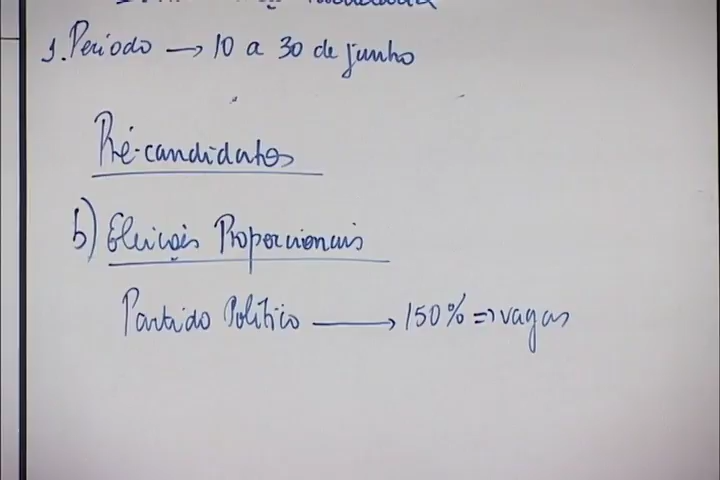 1. Período → 10 a 30 de junho
Pré-candidatos
b) Eleições Proporcionais
Partido Político → 150% => vagas